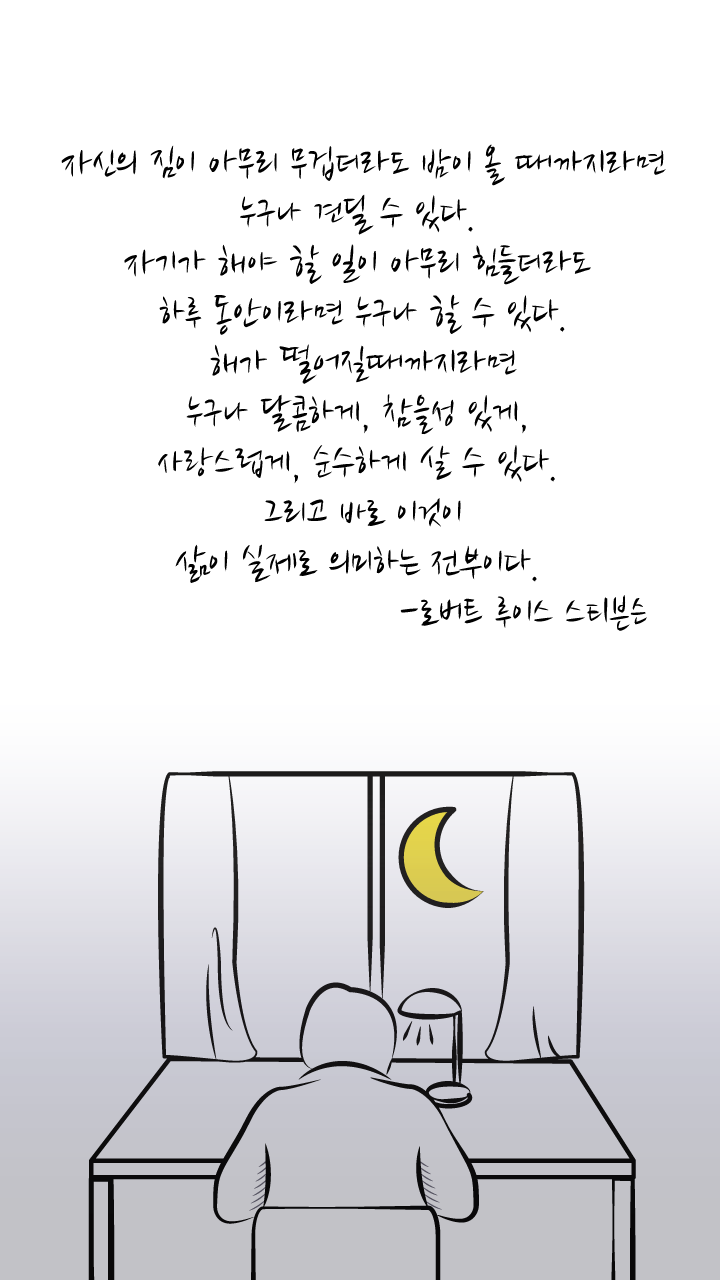 자신의 짐이 아무리 무겁더라도 밤이 올 때까지라면
누구나 견딜 수 있다.
자기가 해야 할 일이 아무리 힘들더라도
하루 동안이라면 누구나 할 수 있다.
해가 떨어질때까지라면
누구나 달콤하게, 참을성 있게,
사랑스럽게, 순수하게 살 수 있다.
그리고 바로 이것이
삶이 실제로 의미하는 전부이다.
-로버트 루이스 스티븐슨